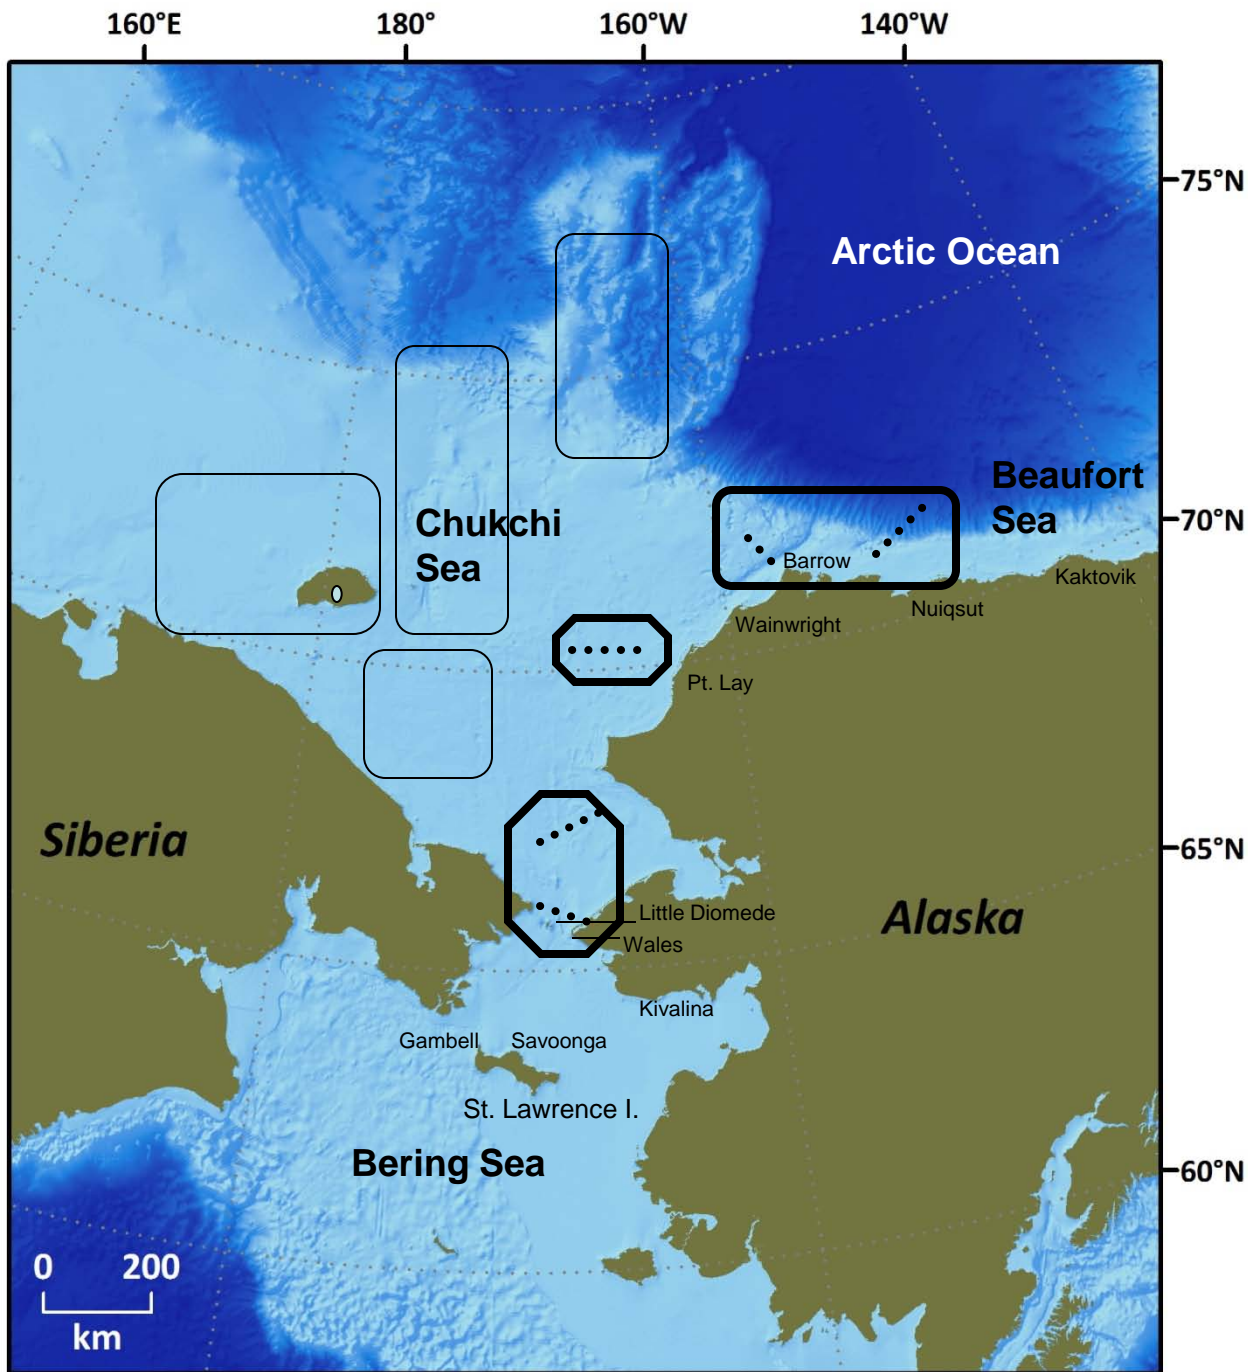 160°E 180° 160°W 140°W
75°N
Arctic Ocean
Beaufort
Sea
70°N
Chukchi
Sea
Barrow
Kaktovik
Nuiqsut
Wainwright
Pt. Lay
Siberia
65°N
Alaska
Little Diomede
Wales
Kivalina
Gambell Savoonga
St. Lawrence I.
Bering Sea
60°N
0 200
km